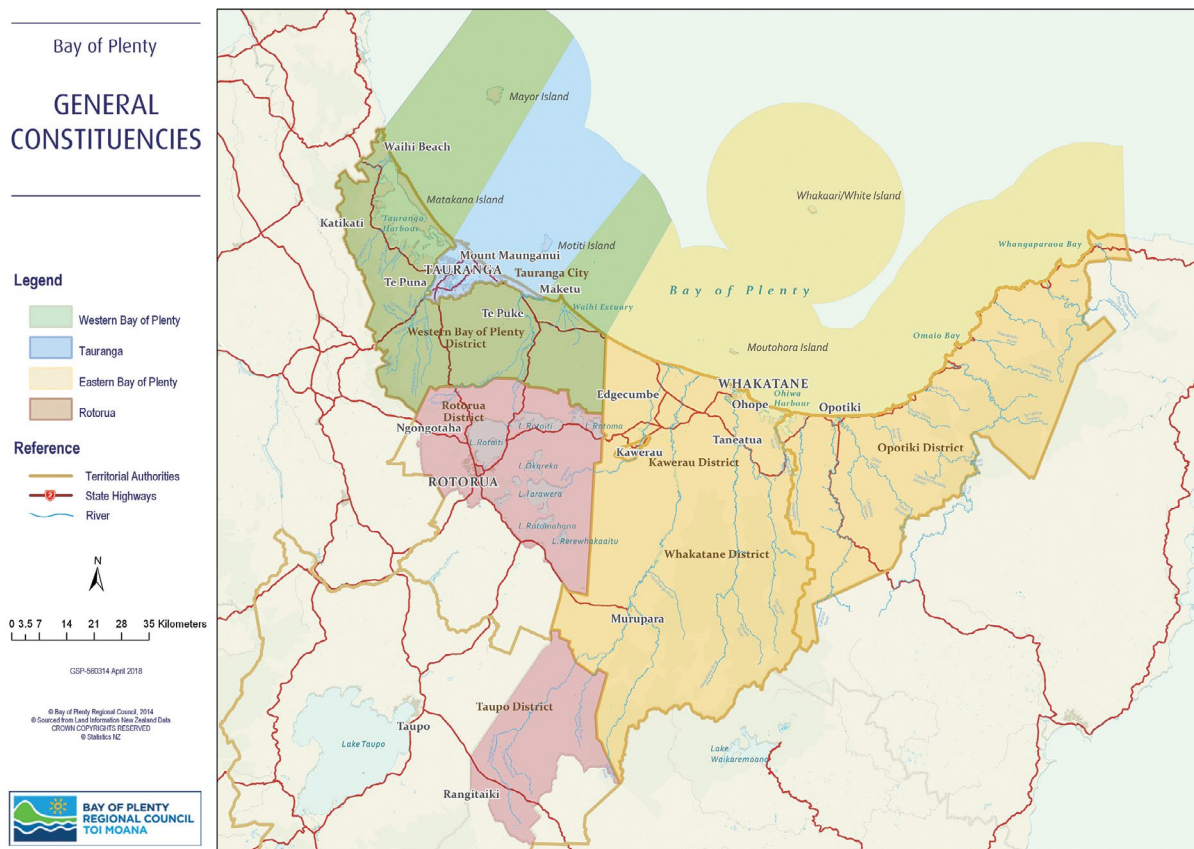 Bay of Plenty
GENERAL
CONSTITUENCIES
Legend
Western Bay of Plenty
Tauranga
Eastern Bay of Plenty
Rotorua
Reference
Territorial Authorities
2
State Highways
River
N
0 3.5 7 14 21 28 35 Kilometers
GSP-560314 April 2018
© Bay of Plenty Regional Council, 2014
© Sourced from Land Information New Zealand Data
CROWN COPYRIGHTS RESERVED
© Statistics NZ
BAY OF PLENTY
REGIONAL COUNCIL
TOI MOANA
Mayor Island
Waihi Beach
Matakana Island
Whakaari/White Island
Katikati
Tauranga
Harbour
Motiti Island
Whangaparaoa Bay
Mount Maunganui
TAURANGA
Tauranga City
Te Puna
Maketu
Bay of Plenty
Waihi Estuary
Te Puke
Western Bay of Plenty
District
Omaio Bay
Moutohora Island
WHAKATANE
Edgecumbe
Ohope
Ohiwa
Harbour
Opotiki
Rotorua
District
Ngongotaha
L. Rotoiti
L. Rotoma
L. Rotoiti
Taneatua
Opotiki District
Kawerau
Kawerau District
L. Okareka
ROTORUA
L. Tarawera
L. Rotomahana
L. Rerewhakaaitu
Whakatane District
Murupara
Taupo District
Taupo
Lake Taupo
Lake
Waikaremoana
Rangitaiki